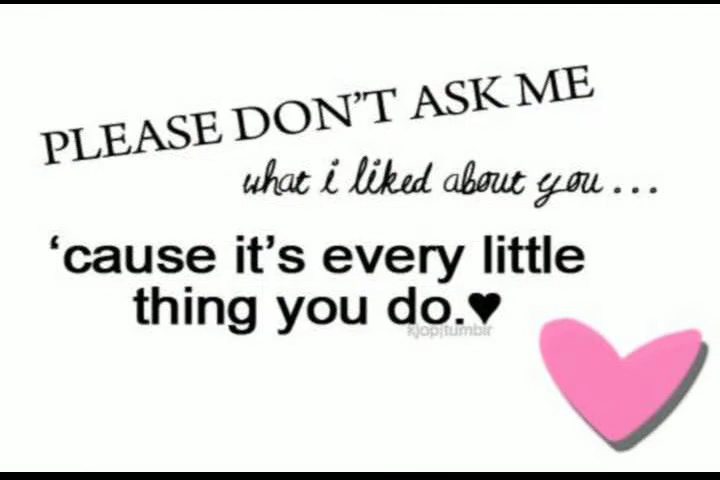 PLEASE DON'T ASK ME
what i liked about you...
‘cause it's every little
thing you do.♥
kjop|tumblr